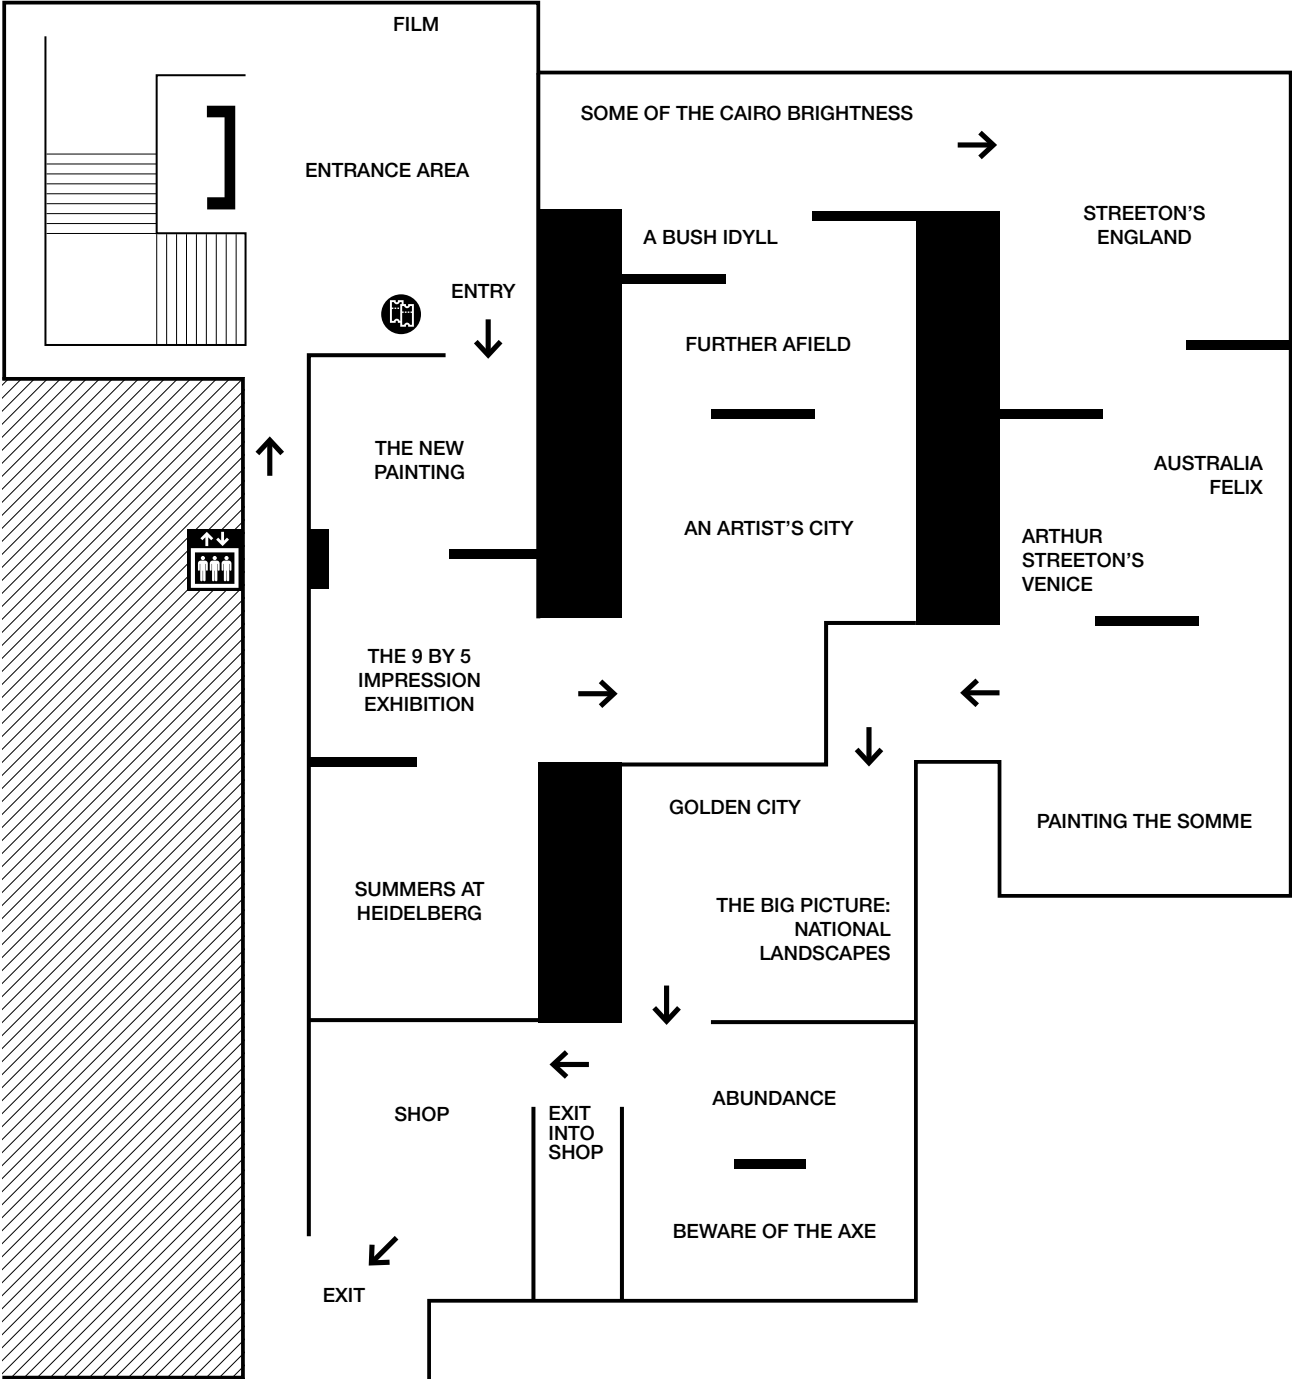 FILM
ENTRANCE AREA
ENTRY
SOME OF THE CAIRO BRIGHTNESS
STREETON’S
ENGLAND
A BUSH IDYLL
FURTHER AFIELD
THE NEW
PAINTING
AN ARTIST’S CITY
AUSTRALIA
FELIX
ARTHUR
STREETON’S
VENICE
THE 9 BY 5
IMPRESSION
EXHIBITION
GOLDEN CITY
PAINTING THE SOMME
SUMMERS AT
HEIDELBERG
THE BIG PICTURE:
NATIONAL
LANDSCAPES
SHOP
EXIT
INTO
SHOP
ABUNDANCE
BEWARE OF THE AXE
EXIT